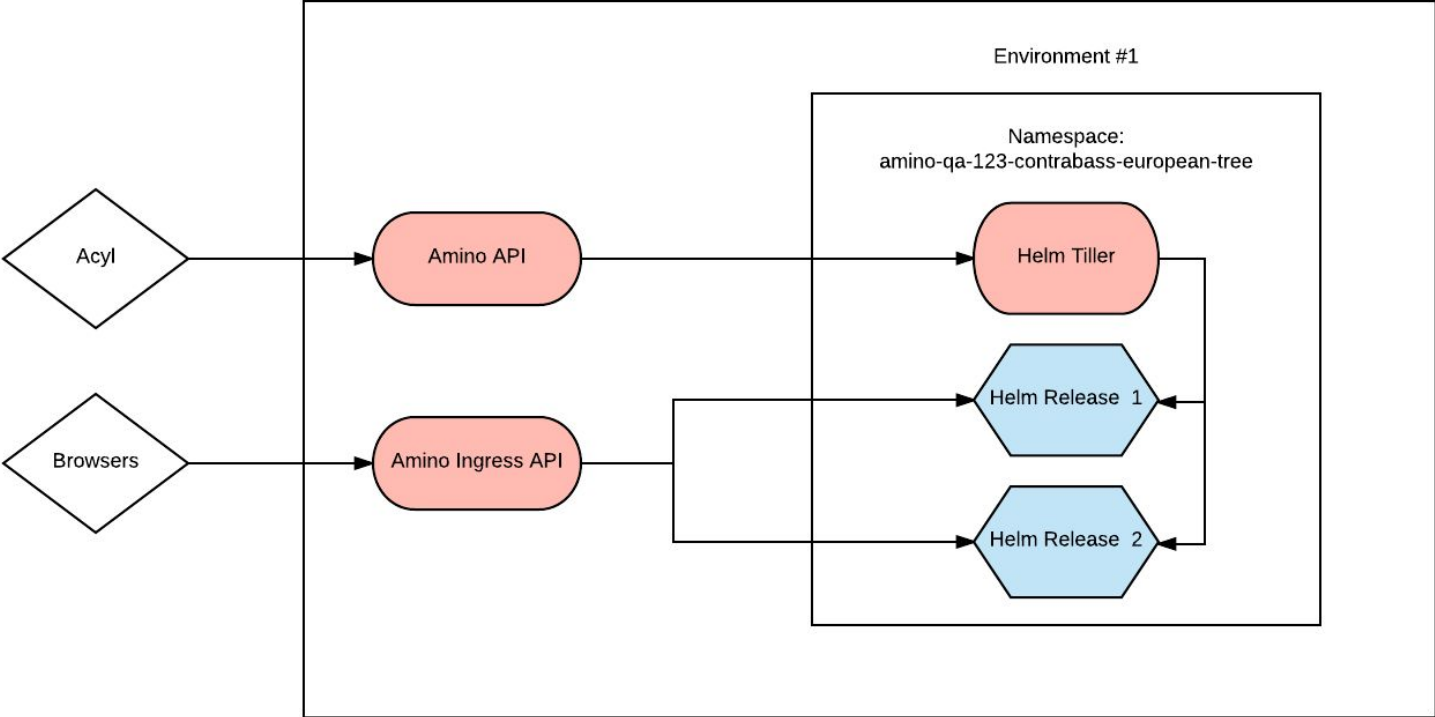 Environment #1
Namespace:
amino-qa-123-contrabass-european-tree
Acyl
Amino API
Helm Tiller
Helm Release 1
Browsers
Amino Ingress API
Helm Release 2